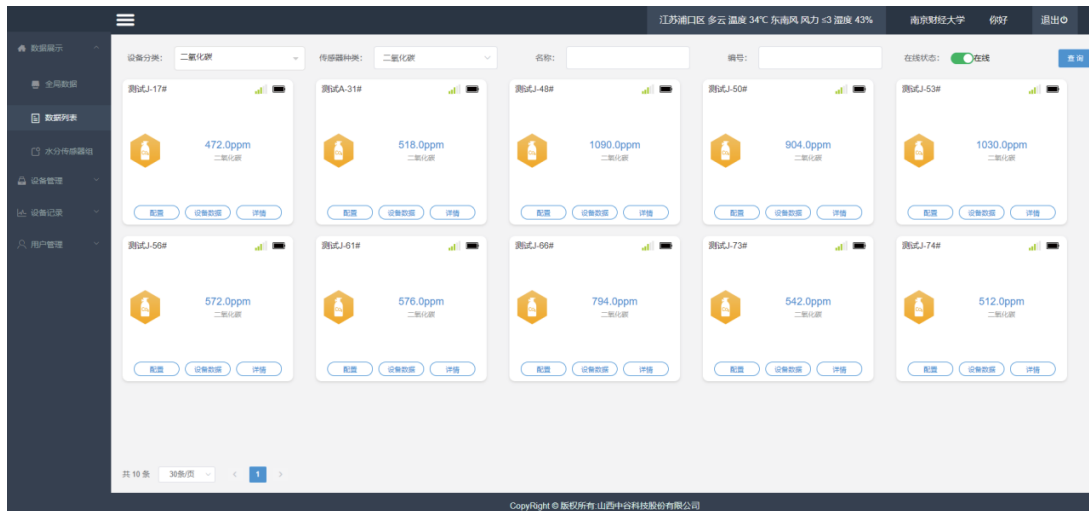 江苏浦口区 多云 温度 34℃ 东南风 风力 ≤3 湿度 43% 南京财经大学 你好 退出
数据展示
全局数据
数据列表
水分传感器组
设备管理
设备记录
用户管理
设备分类: 二氧化碳 传感器种类: 二氧化碳 名称: 编号: 在线状态: 在线 查询
测试J-17# 测试A-31# 测试J-48# 测试J-50# 测试J-53#
472.0ppm 518.0ppm 1090.0ppm 904.0ppm 1030.0ppm
二氧化碳 二氧化碳 二氧化碳 二氧化碳 二氧化碳
配置 设备数据 详情 配置 设备数据 详情 配置 设备数据 详情 配置 设备数据 详情 配置 设备数据 详情
测试J-56# 测试J-61# 测试J-66# 测试J-73# 测试J-74#
572.0ppm 576.0ppm 794.0ppm 542.0ppm 512.0ppm
二氧化碳 二氧化碳 二氧化碳 二氧化碳 二氧化碳
配置 设备数据 详情 配置 设备数据 详情 配置 设备数据 详情 配置 设备数据 详情 配置 设备数据 详情
共 10 条 30条/页 < 1 >
CopyRight © 版权所有:山西中谷科技股份有限公司